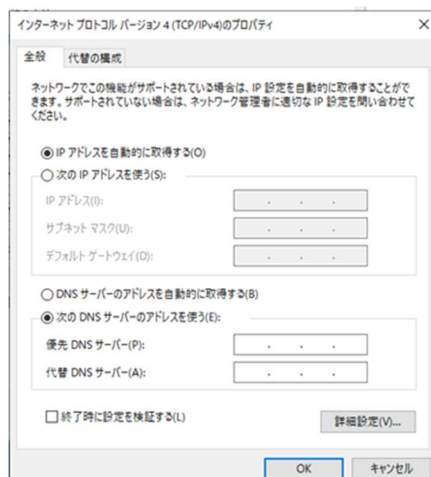 インターネット プロトコル バージョン 4 (TCP/IPv4)のプロパティ
全般 代替の構成
ネットワークでこの機能がサポートされている場合は、IP 設定を自動的に取得することがで
きます。サポートされていない場合は、ネットワーク管理者に適切な IP 設定を問い合わせて
ください。
IP アドレスを自動的に取得する(O)
次の IP アドレスを使う(S):
IP アドレス(I):
サブネット マスク(U):
デフォルト ゲートウェイ(D):
DNS サーバーのアドレスを自動的に取得する(B)
次の DNS サーバーのアドレスを使う(E):
優先 DNS サーバー(P):
代替 DNS サーバー(A):
終了時に設定を検証する(L)
詳細設定(V)...
OK キャンセル